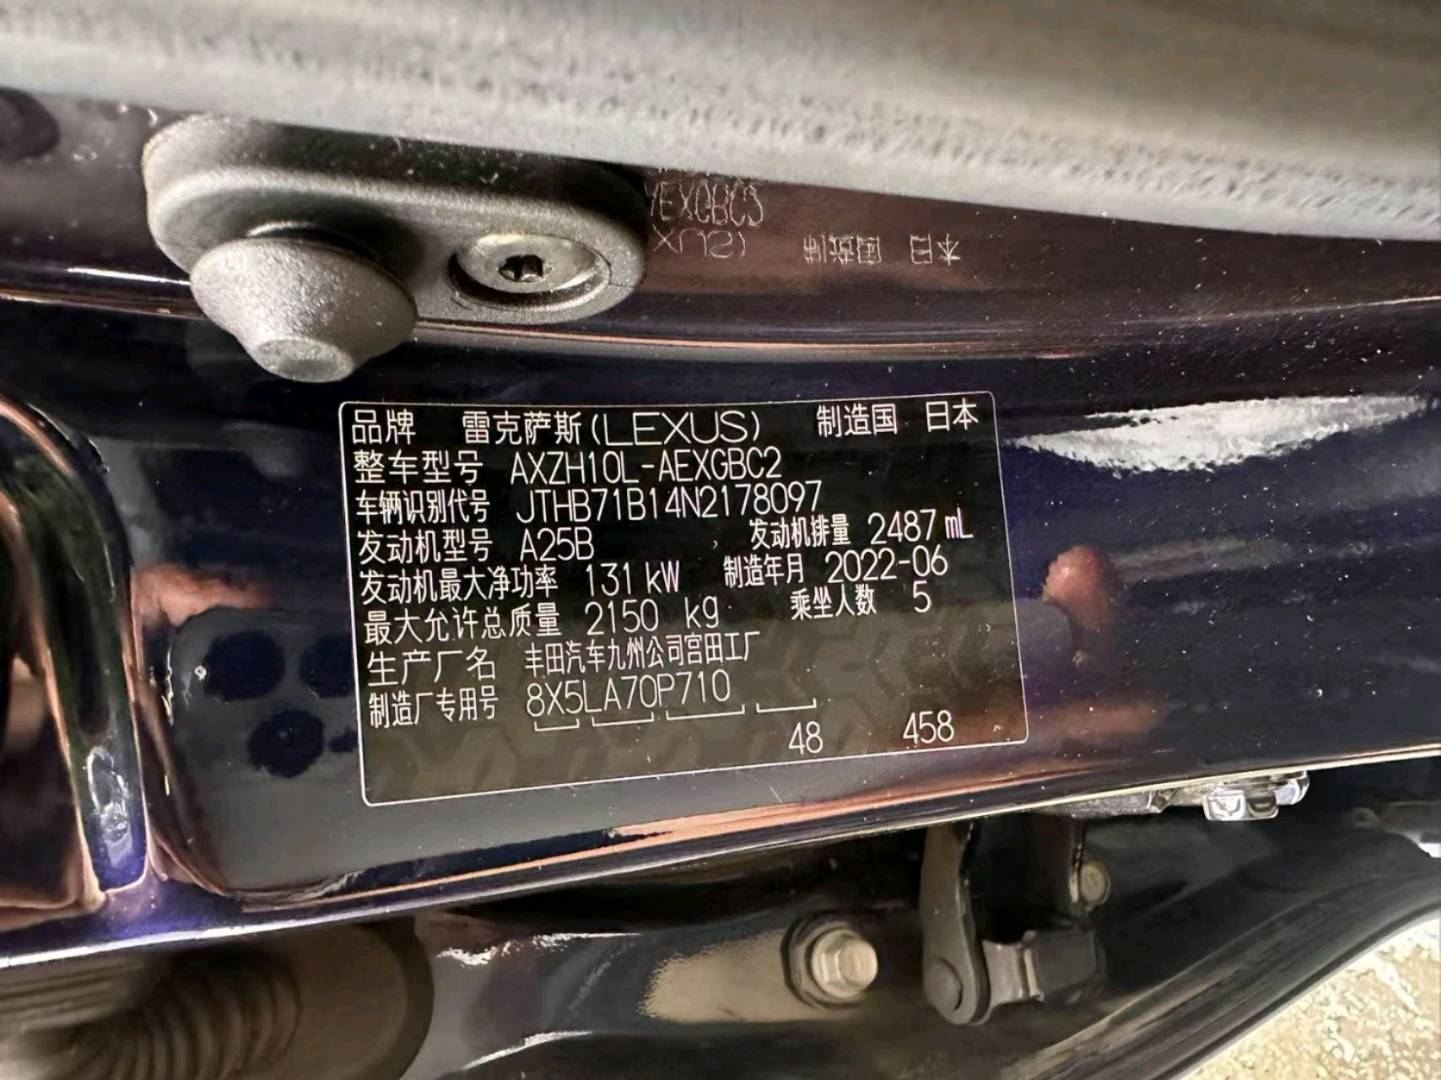 品牌 雷克萨斯(LEXUS) 制造国 日本
整车型号 AXZH10L-AEXGBC2
车辆识别代号 JTHB71B14N2178097
发动机型号 A25B 发动机排量 2487 mL
发动机最大净功率 131 kW 制造年月 2022-06
最大允许总质量 2150 kg 乘坐人数 5
生产厂名 丰田汽车九州公司宫田工厂
制造厂专用号 8X5LA70P710
48 458